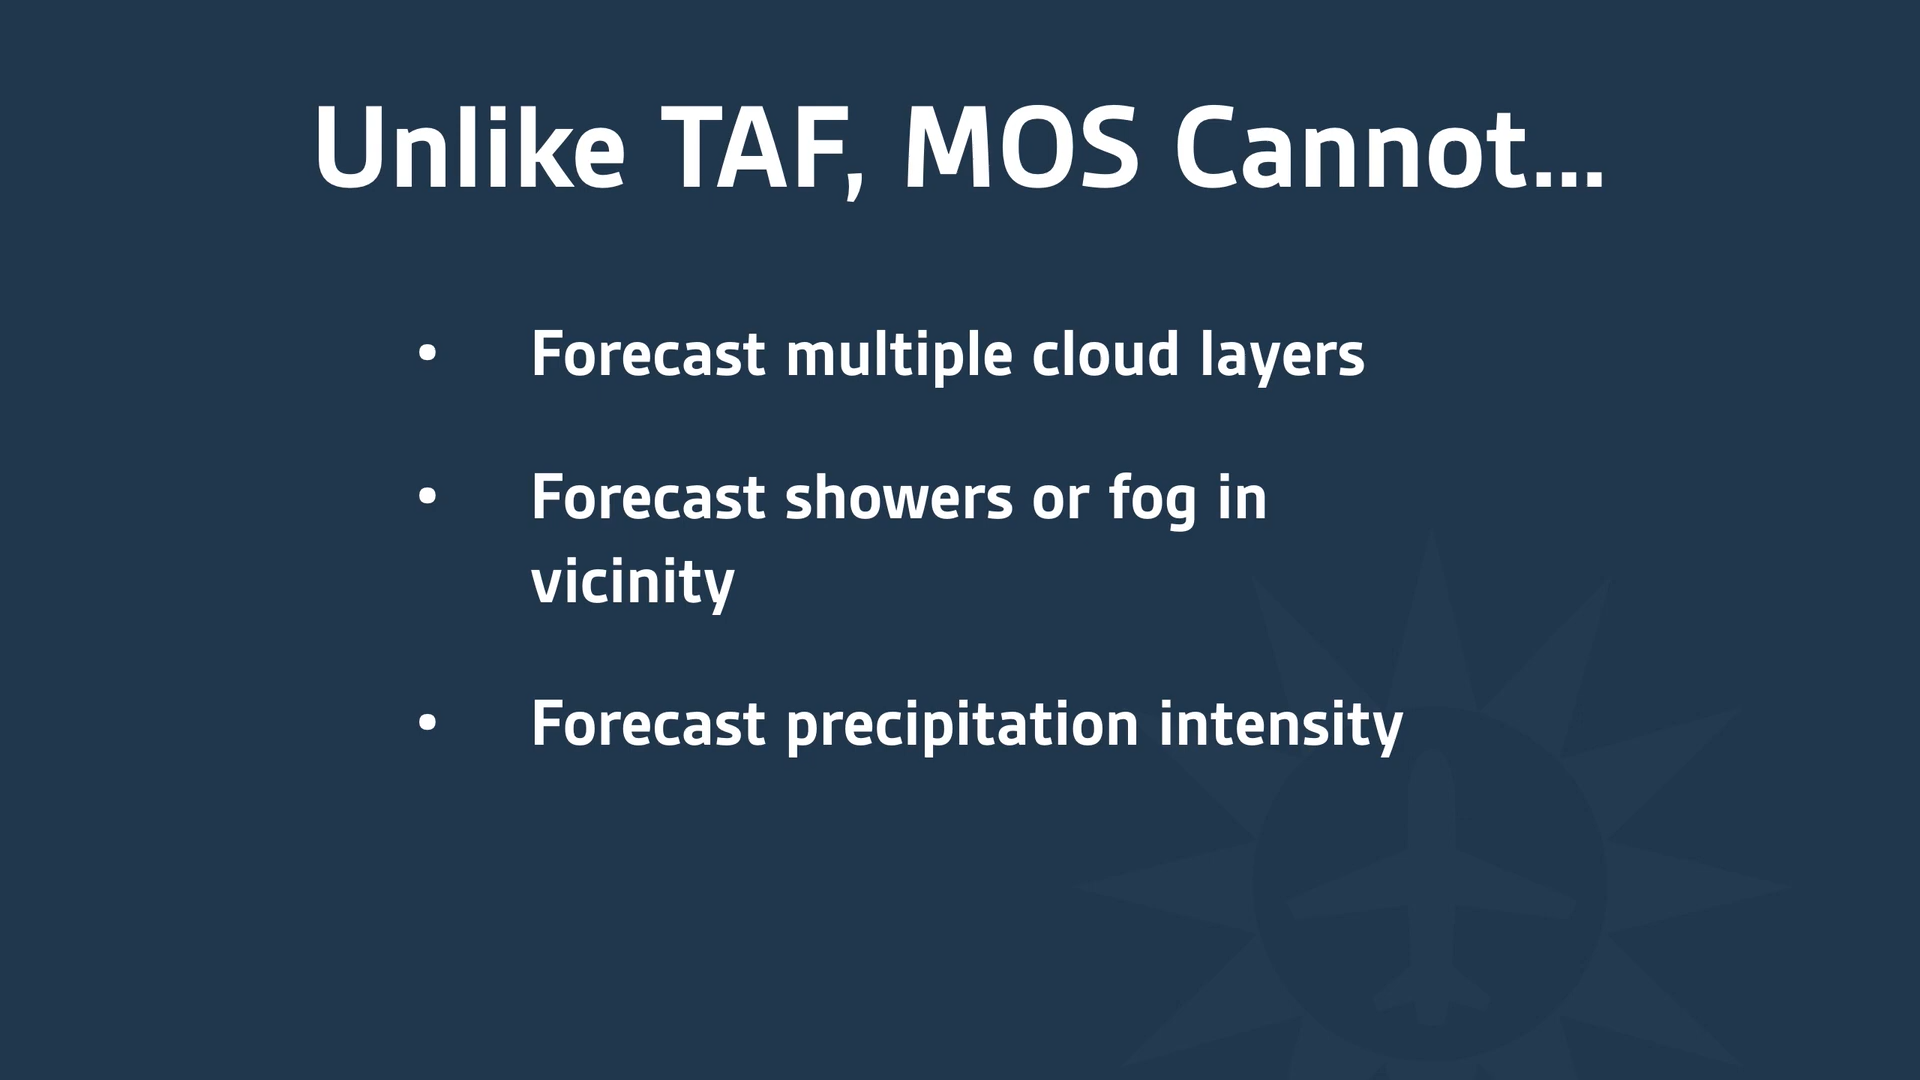 Unlike TAF, MOS Cannot...
• Forecast multiple cloud layers
• Forecast showers or fog in
vicinity
• Forecast precipitation intensity